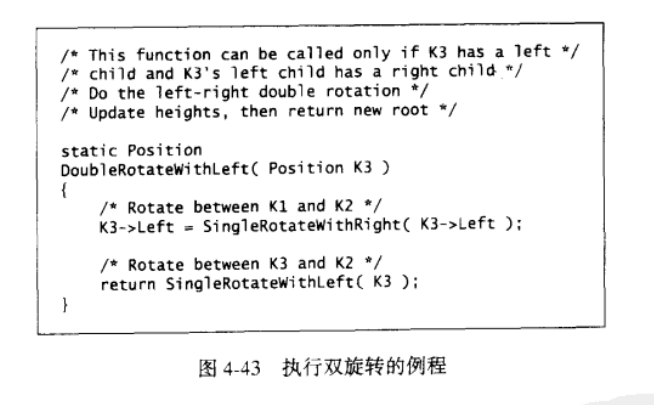 /* This function can be called only if K3 has a left */
/* child and K3's left child has a right child */
/* Do the left-right double rotation */
/* Update heights, then return new root */
static Position
DoubleRotateWithLeft( Position K3 )
{
/* Rotate between K1 and K2 */
K3->Left = SingleRotateWithRight( K3->Left );
/* Rotate between K3 and K2 */
return SingleRotateWithLeft( K3 );
}
图 4-43 执行双旋转的例程